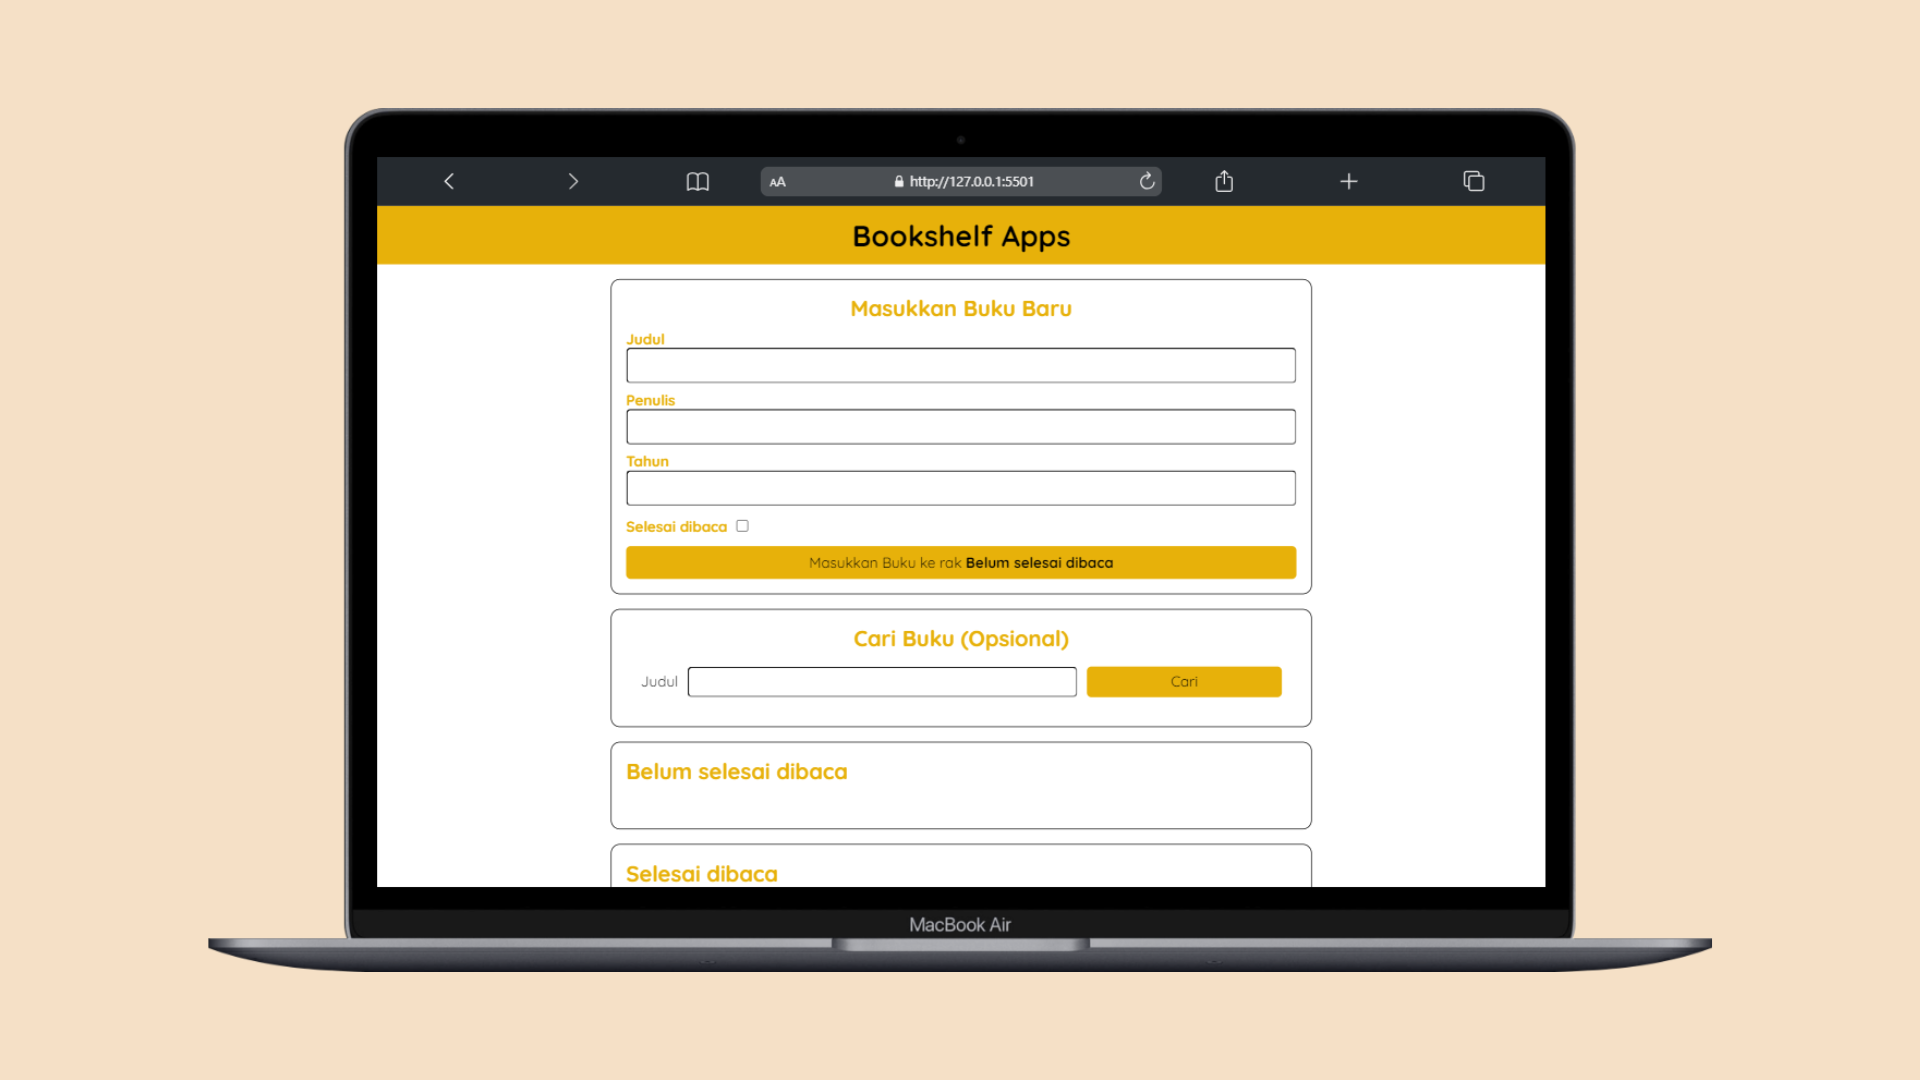 AA http://127.0.0.1:5501
Bookshelf Apps
Masukkan Buku Baru
Judul
Penulis
Tahun
Selesai dibaca
Masukkan Buku ke rak Belum selesai dibaca
Cari Buku (Opsional)
Judul Cari
Belum selesai dibaca
Selesai dibaca
MacBook Air